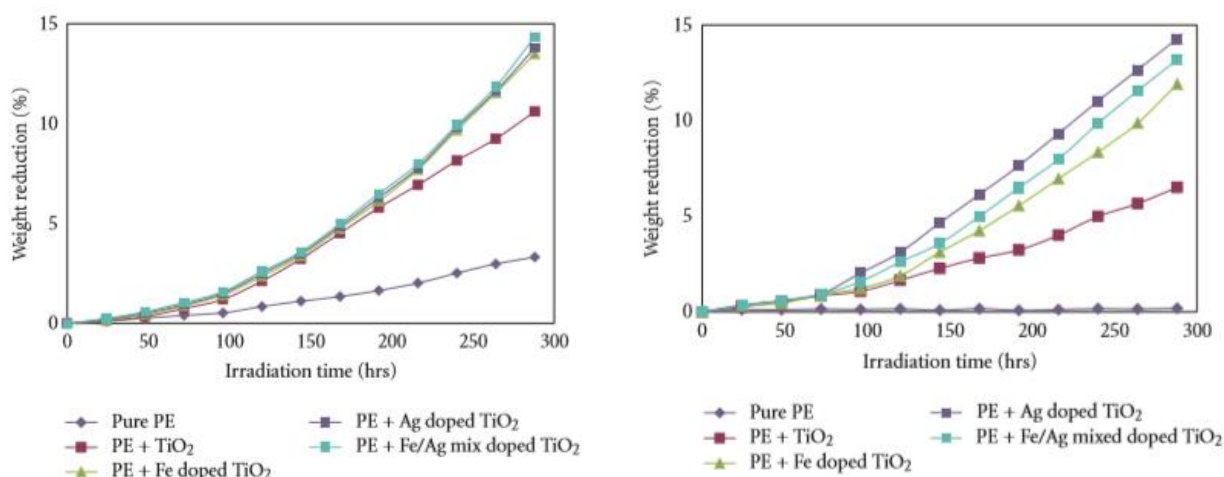 Weight reduction (%)
15
10
5
0
0 50 100 150 200 250 300
Irradiation time (hrs)
Pure PE
PE + TiO2
PE + Fe doped TiO2
PE + Ag doped TiO2
PE + Fe/Ag mix doped TiO2
Weight reduction (%)
15
10
5
0
0 50 100 150 200 250 300
Irradiation time (hrs)
Pure PE
PE + TiO2
PE + Fe doped TiO2
PE + Ag doped TiO2
PE + Fe/Ag mixed doped TiO2